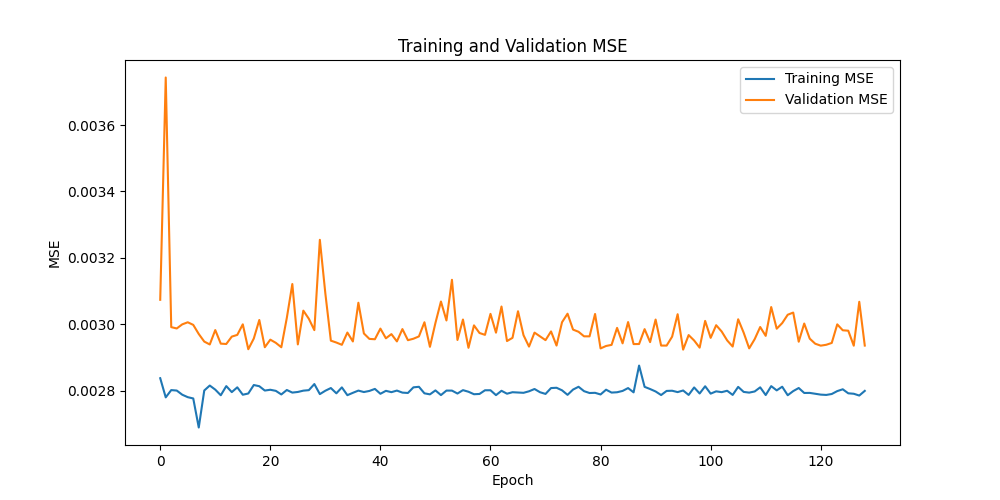 Training and Validation MSE
Training MSE
Validation MSE
MSE
0.0036
0.0034
0.0032
0.0030
0.0028
0 20 40 60 80 100 120
Epoch